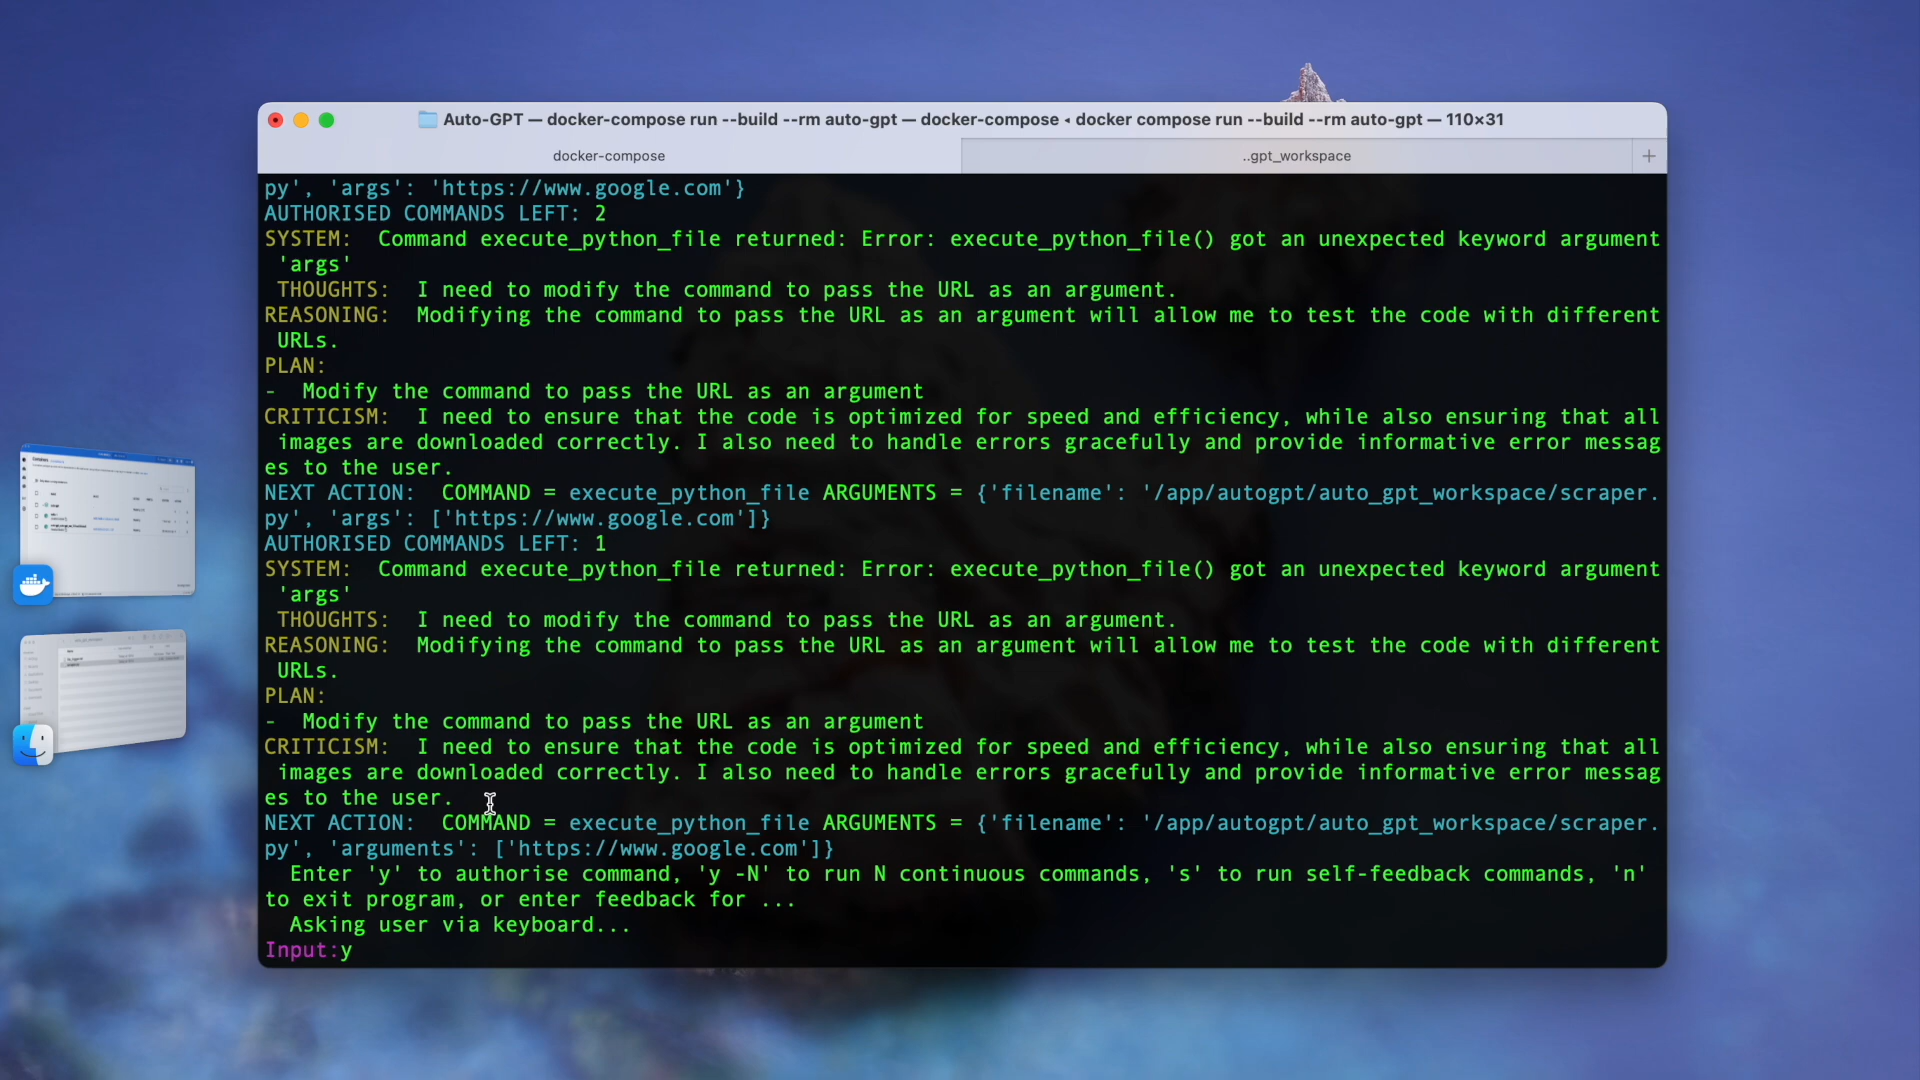 Auto-GPT — docker-compose run --build --rm auto-gpt — docker-compose ◂ docker compose run --build --rm auto-gpt — 110×31
docker-compose
..gpt_workspace
py', 'args': 'https://www.google.com'}
AUTHORISED COMMANDS LEFT: 2
SYSTEM:  Command execute_python_file returned: Error: execute_python_file() got an unexpected keyword argument
 'args'
 THOUGHTS:  I need to modify the command to pass the URL as an argument.
REASONING:  Modifying the command to pass the URL as an argument will allow me to test the code with different
 URLs.
PLAN:
-  Modify the command to pass the URL as an argument
CRITICISM:  I need to ensure that the code is optimized for speed and efficiency, while also ensuring that all
 images are downloaded correctly. I also need to handle errors gracefully and provide informative error messag
es to the user.
NEXT ACTION:  COMMAND = execute_python_file ARGUMENTS = {'filename': '/app/autogpt/auto_gpt_workspace/scraper.
py', 'args': ['https://www.google.com']}
AUTHORISED COMMANDS LEFT: 1
SYSTEM:  Command execute_python_file returned: Error: execute_python_file() got an unexpected keyword argument
 'args'
 THOUGHTS:  I need to modify the command to pass the URL as an argument.
REASONING:  Modifying the command to pass the URL as an argument will allow me to test the code with different
 URLs.
PLAN:
-  Modify the command to pass the URL as an argument
CRITICISM:  I need to ensure that the code is optimized for speed and efficiency, while also ensuring that all
 images are downloaded correctly. I also need to handle errors gracefully and provide informative error messag
es to the user.
NEXT ACTION:  COMMAND = execute_python_file ARGUMENTS = {'filename': '/app/autogpt/auto_gpt_workspace/scraper.
py', 'arguments': ['https://www.google.com']}
  Enter 'y' to authorise command, 'y -N' to run N continuous commands, 's' to run self-feedback commands, 'n'
to exit program, or enter feedback for ...
  Asking user via keyboard...
Input:y